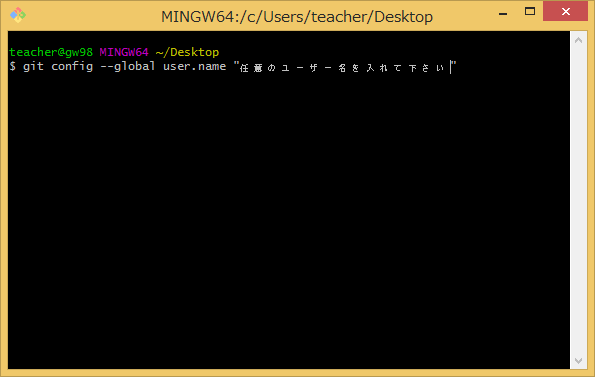 MINGW64:/c/Users/teacher/Desktop
teacher@gw98 MINGW64 ~/Desktop
$ git config --global user.name "任意のユーザー名を入れて下さい"